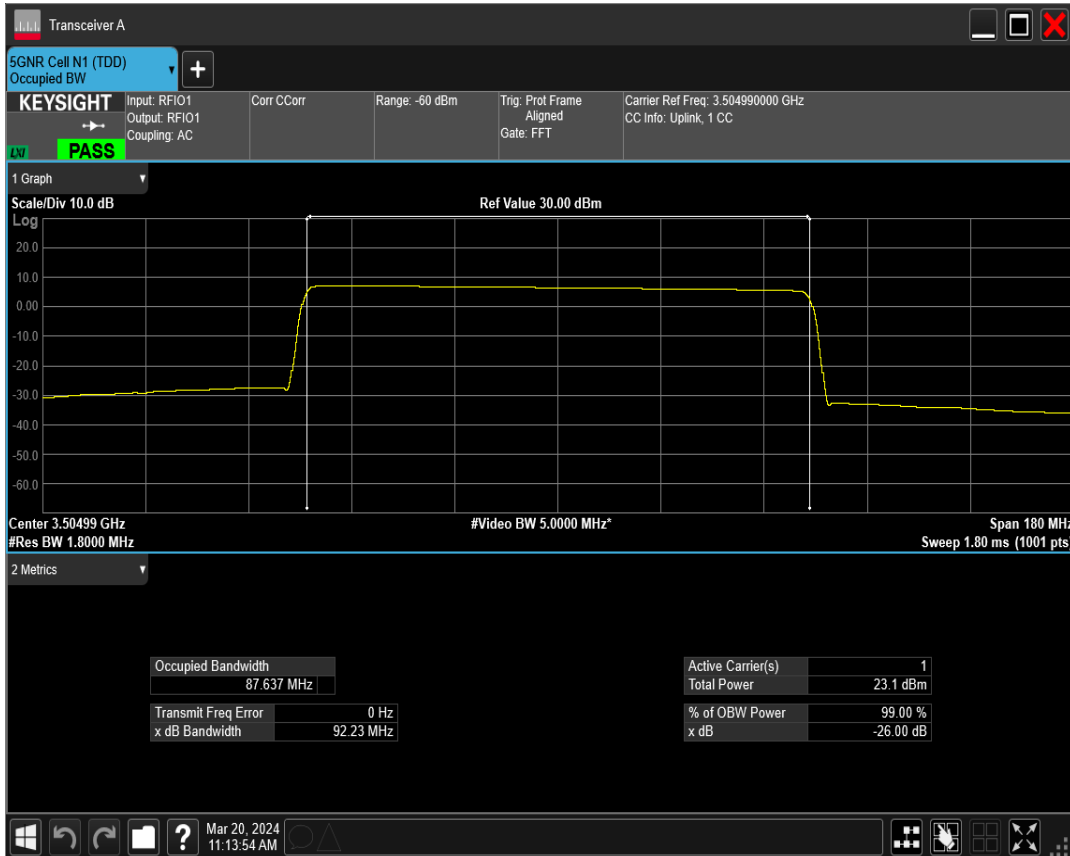 Transceiver A
5GNR Cell N1 (TDD)
Occupied BW
+
KEYSIGHT
LXI
PASS
Input: RFIO1
Output: RFIO1
Coupling: AC
Corr CCorr
Range: -60 dBm
Trig: Prot Frame
Aligned
Gate: FFT
Carrier Ref Freq: 3.504990000 GHz
CC Info: Uplink, 1 CC
1 Graph
Scale/Div 10.0 dB
Ref Value 30.00 dBm
Log
20.0
10.0
0.00
-10.0
-20.0
-30.0
-40.0
-50.0
-60.0
Center 3.50499 GHz
#Video BW 5.0000 MHz*
Span 180 MHz
#Res BW 1.8000 MHz
Sweep 1.80 ms (1001 pts)
2 Metrics
Occupied Bandwidth
87.637 MHz
Transmit Freq Error 0 Hz
x dB Bandwidth 92.23 MHz
Active Carrier(s) 1
Total Power 23.1 dBm
% of OBW Power 99.00 %
x dB -26.00 dB
?
Mar 20, 2024
11:13:54 AM